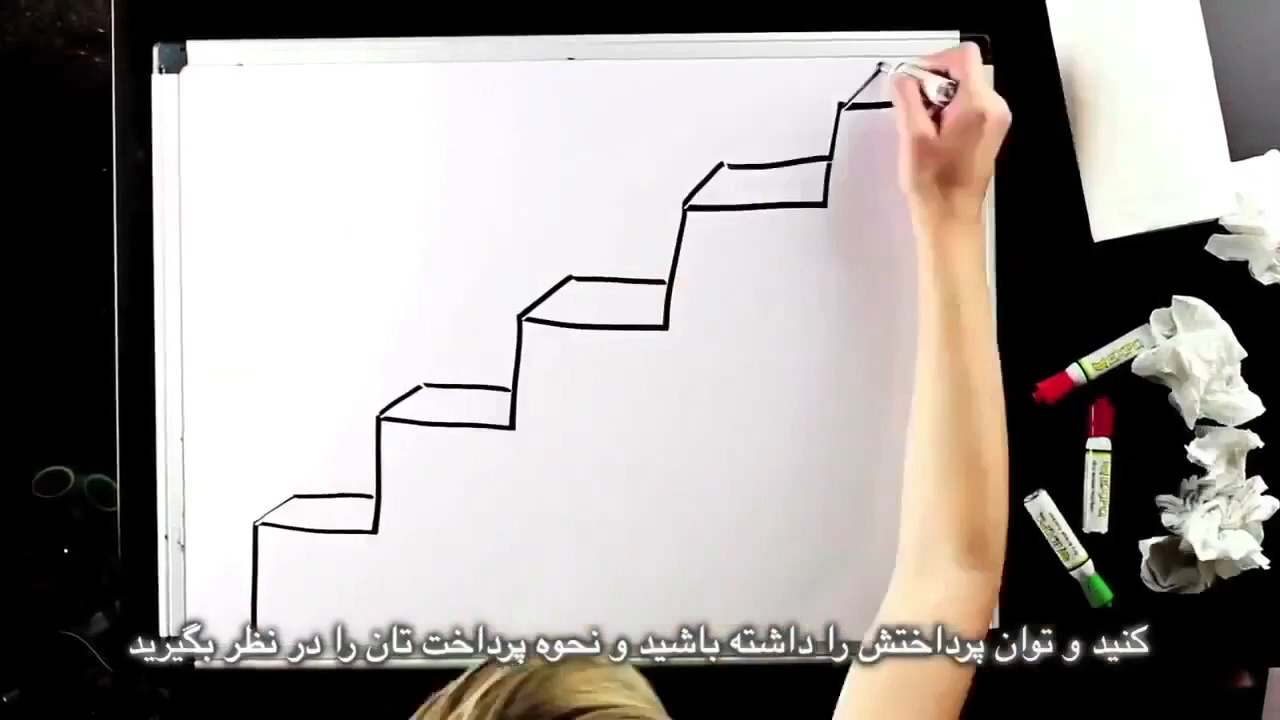 کنید و توان پرداختش را داشته باشید و نحوه پرداخت تان را در نظر بگیرید